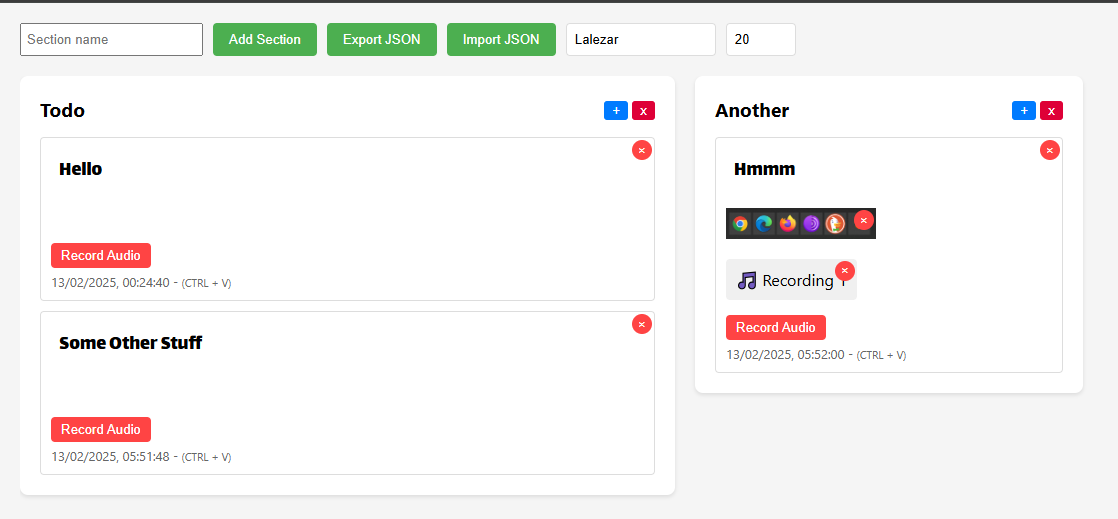 Section name Add Section Export JSON Import JSON Lalezar 20
Todo + x
×
Hello
Record Audio
13/02/2025, 00:24:40 - (CTRL + V)
×
Some Other Stuff
Record Audio
13/02/2025, 05:51:48 - (CTRL + V)
Another + x
×
Hmmm
×
×
Recording 1
Record Audio
13/02/2025, 05:52:00 - (CTRL + V)